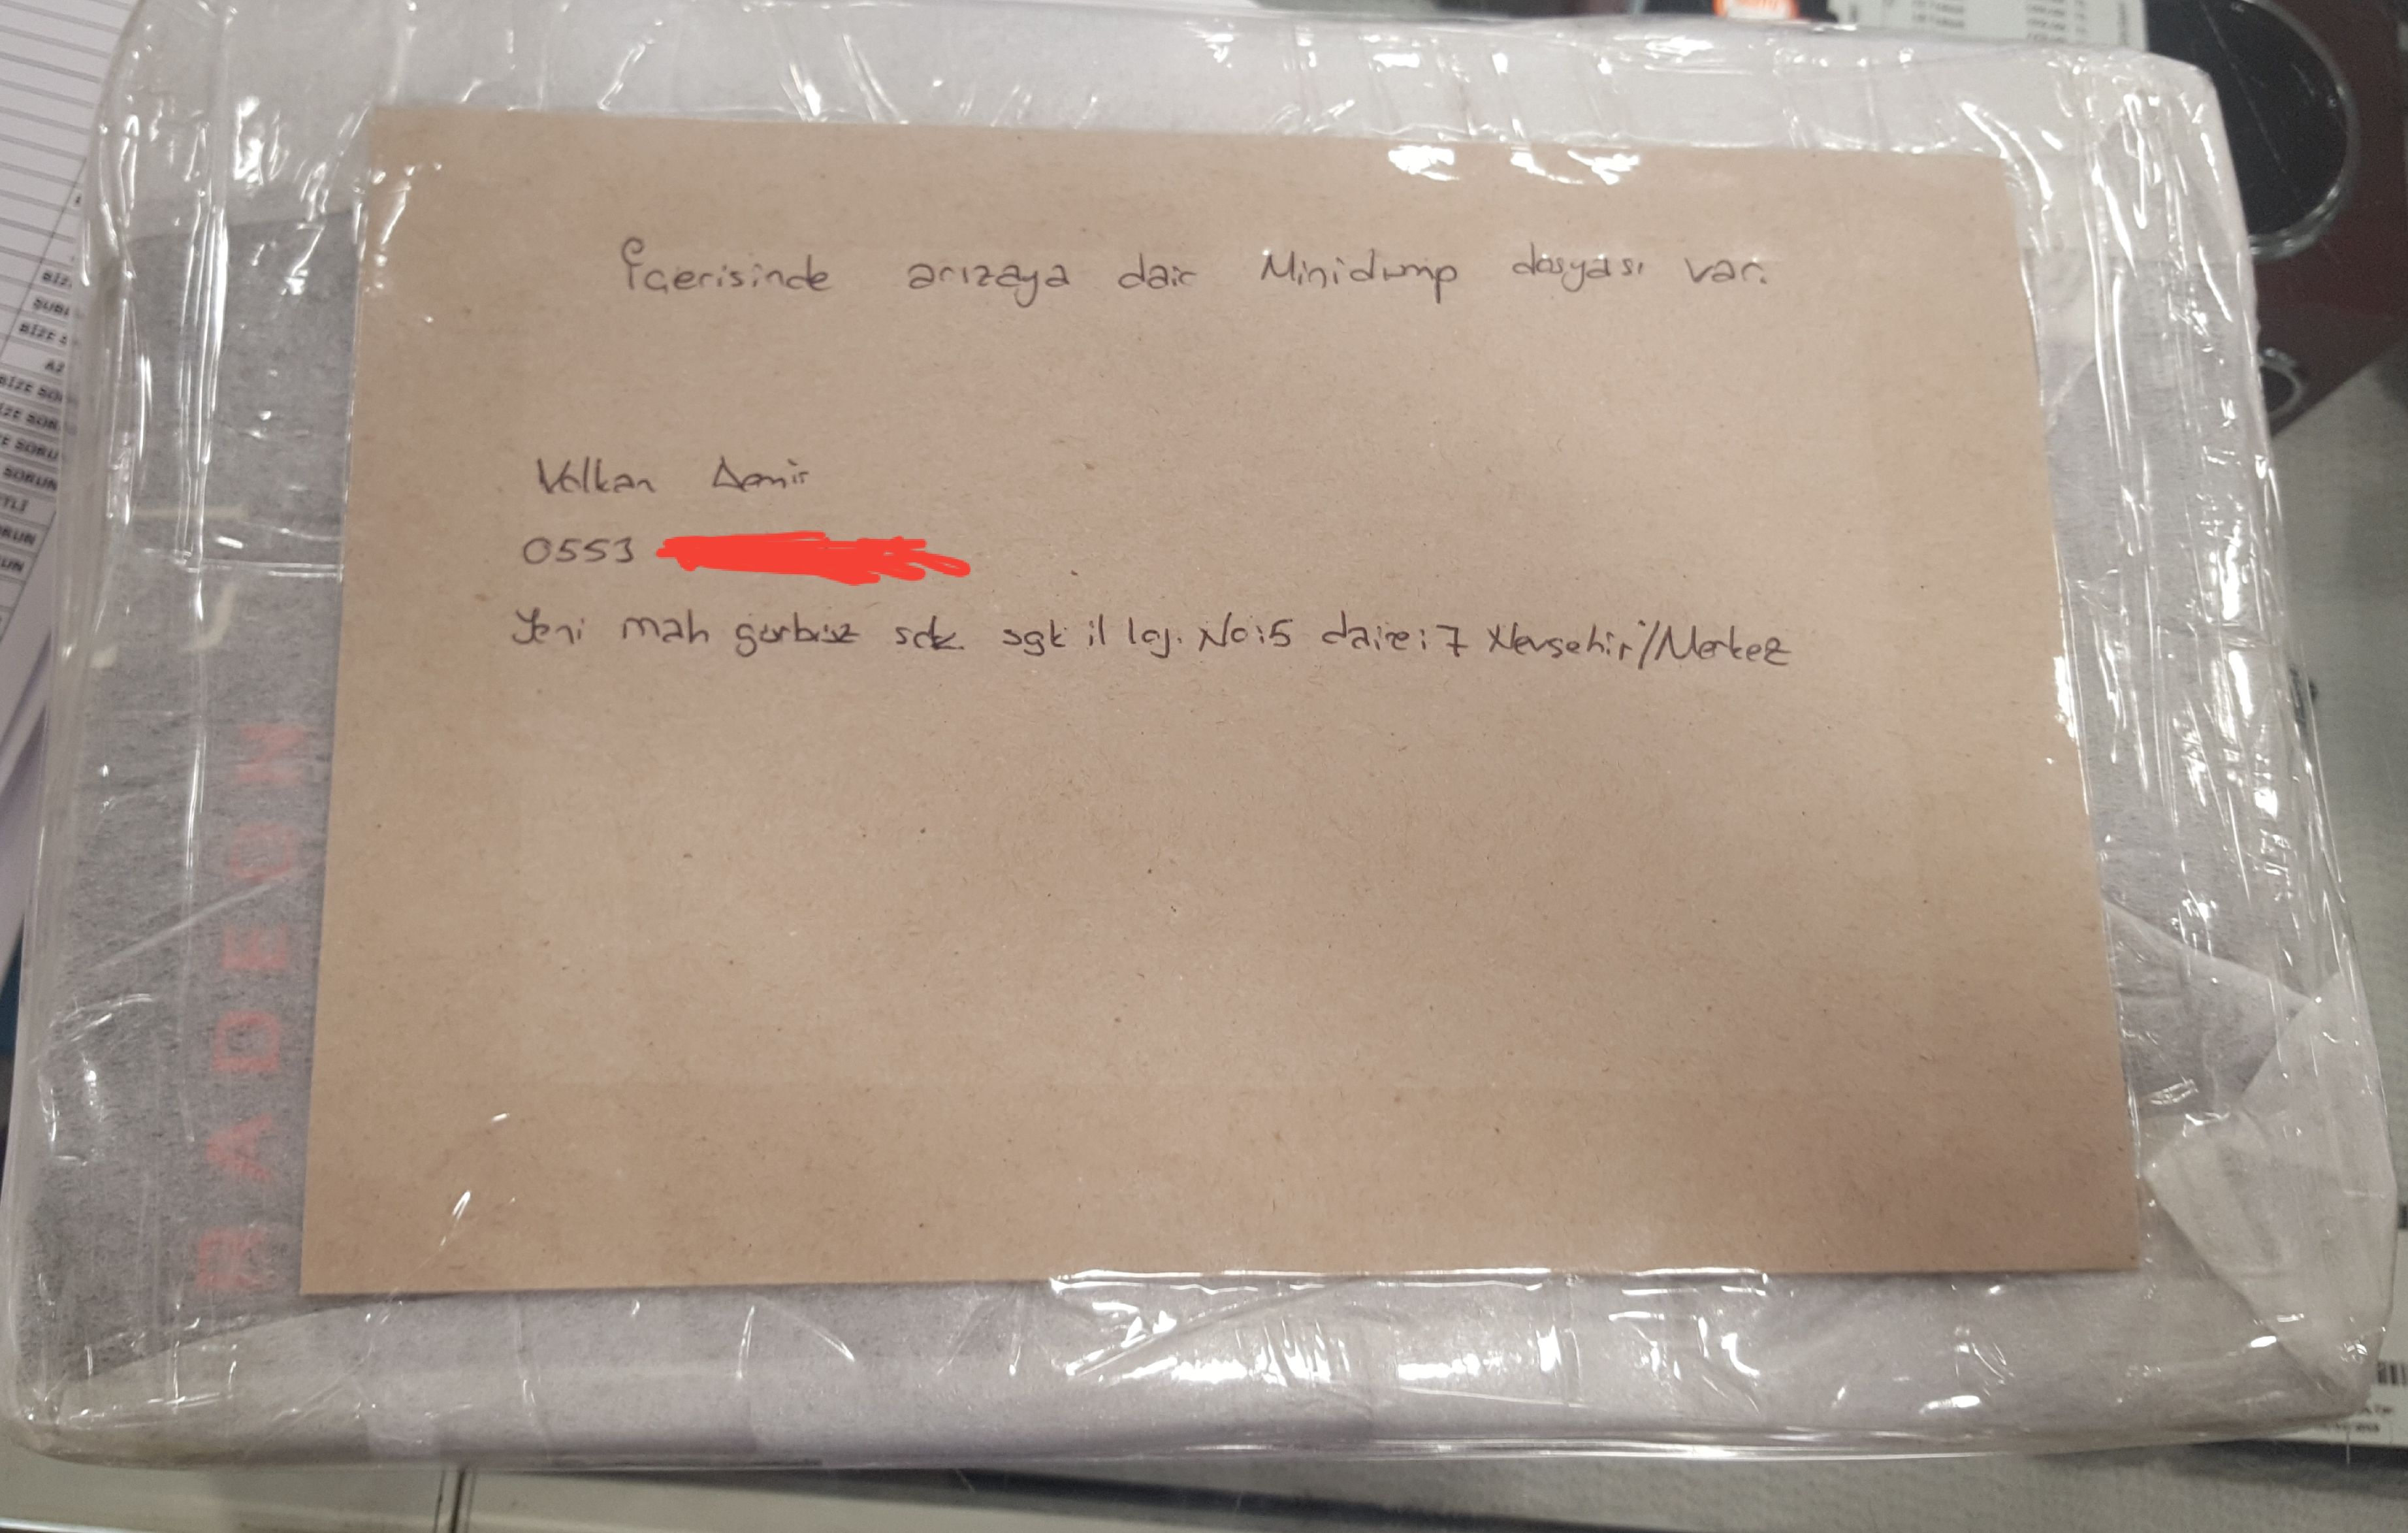 İçerisinde arızaya dair Minidump dosyası var.
Volkan Demir
0553
Yeni mah gürbüz sok. sgk il loj. No:5 daire:7 Nevşehir/Merkez
RADEON